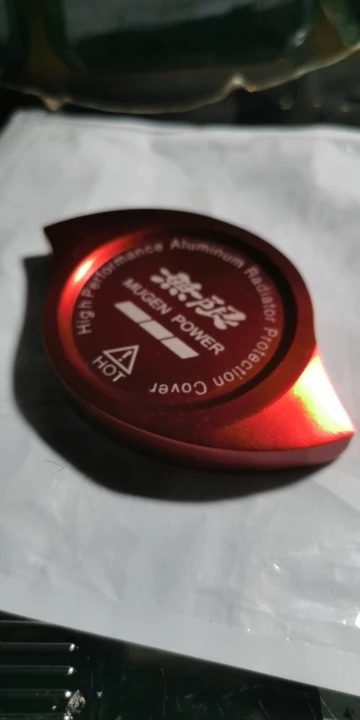 High Performance Aluminum Radiator Protection Cover
無限
MUGEN POWER
HOT